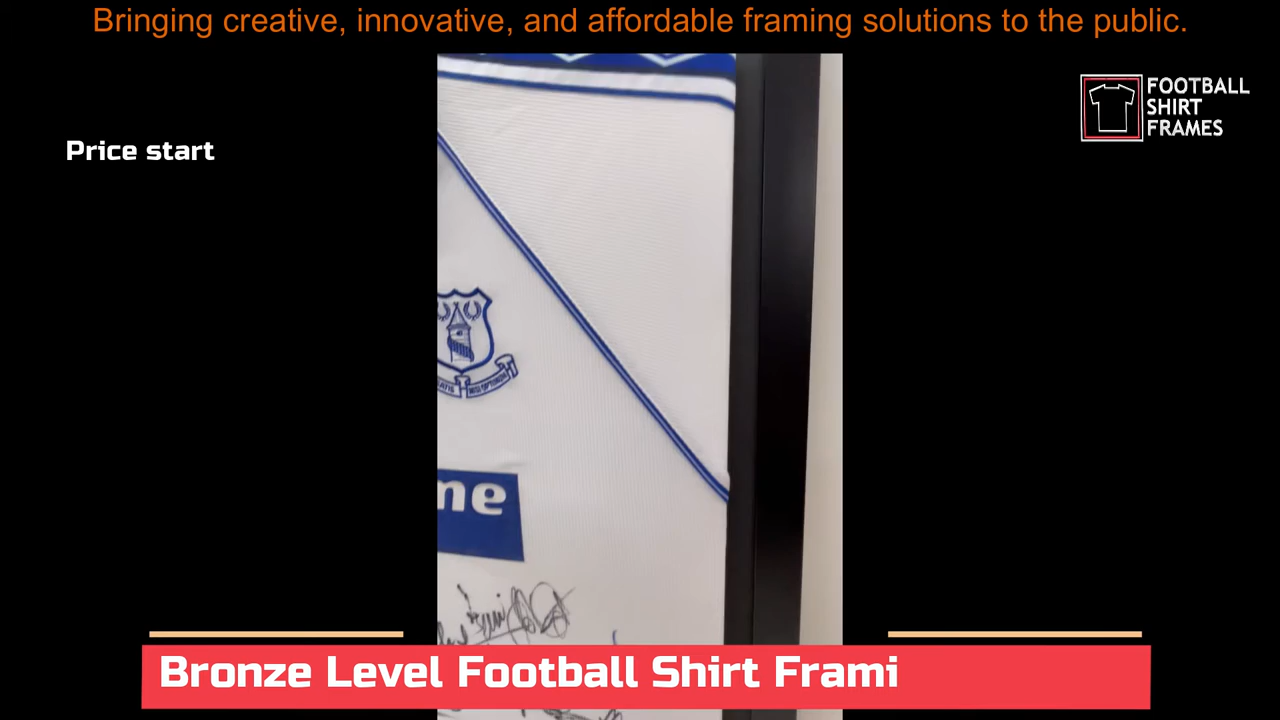 Bringing creative, innovative, and affordable framing solutions to the public.
FOOTBALL
SHIRT
FRAMES
Price start
me
Bronze Level Football Shirt Frami